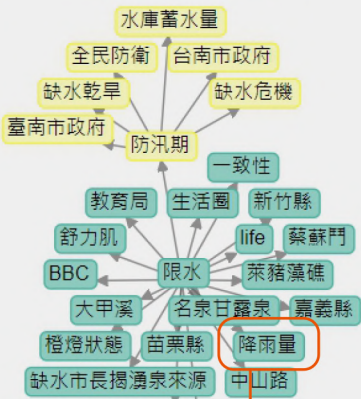 水庫蓄水量
全民防衛
台南市政府
缺水乾旱
缺水危機
臺南市政府
防汛期
一致性
教育局
生活圈
新竹縣
舒力肌
life
蔡蘇鬥
BBC
限水
萊豬藻礁
大甲溪
名泉甘露泉
嘉義縣
橙燈狀態
苗栗縣
降雨量
缺水市長揭湧泉來源
中山路